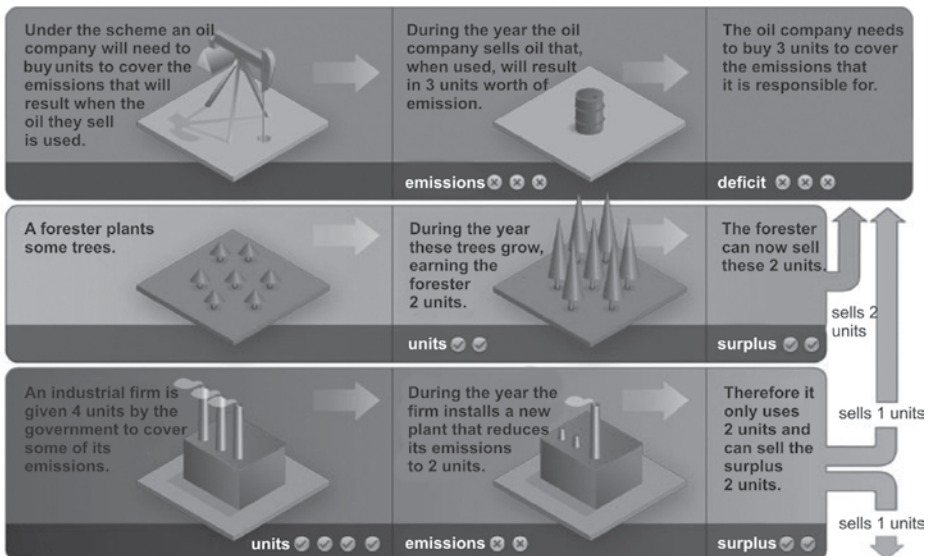 Under the scheme an oil
company will need to
buy units to cover the
emissions that will
result when the
oil they sell
is used.
During the year the oil
company sells oil that,
when used, will result
in 3 units worth of
emission.
The oil company needs
to buy 3 units to cover
the emissions that
it is responsible for.
emissions
deficit
A forester plants
some trees.
During the year
these trees grow,
earning the
forester
2 units.
The forester
can now sell
these 2 units.
units
surplus
sells 2
units
An industrial firm is
given 4 units by the
government to cover
some of its
emissions.
During the year the
firm installs a new
plant that reduces
its emissions
to 2 units.
Therefore it
only uses
2 units and
can sell the
surplus
2 units.
sells 1 units
sells 1 units
units
emissions
surplus